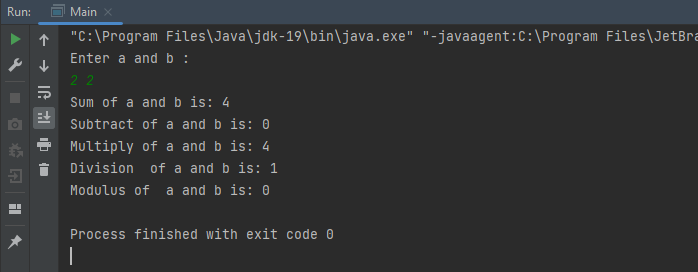 Run: Main ×
"C:\Program Files\Java\jdk-19\bin\java.exe" "-javaagent:C:\Program Files\JetBra
Enter a and b :
2 2
Sum of a and b is: 4
Subtract of a and b is: 0
Multiply of a and b is: 4
Division  of a and b is: 1
Modulus of  a and b is: 0
Process finished with exit code 0